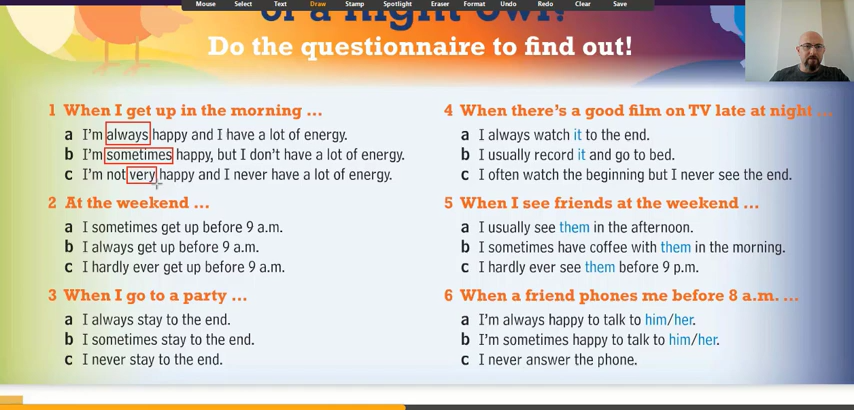 Mouse Select Text Draw Stamp Spotlight Eraser Format Undo Redo Clear Save
or a night owl?
Do the questionnaire to find out!
1 When I get up in the morning ...
a I'm always happy and I have a lot of energy.
b I'm sometimes happy, but I don't have a lot of energy.
c I'm not very happy and I never have a lot of energy.
2 At the weekend ...
a I sometimes get up before 9 a.m.
b I always get up before 9 a.m.
c I hardly ever get up before 9 a.m.
3 When I go to a party ...
a I always stay to the end.
b I sometimes stay to the end.
c I never stay to the end.
4 When there's a good film on TV late at night ...
a I always watch it to the end.
b I usually record it and go to bed.
c I often watch the beginning but I never see the end.
5 When I see friends at the weekend ...
a I usually see them in the afternoon.
b I sometimes have coffee with them in the morning.
c I hardly ever see them before 9 p.m.
6 When a friend phones me before 8 a.m. ...
a I'm always happy to talk to him/her.
b I'm sometimes happy to talk to him/her.
c I never answer the phone.